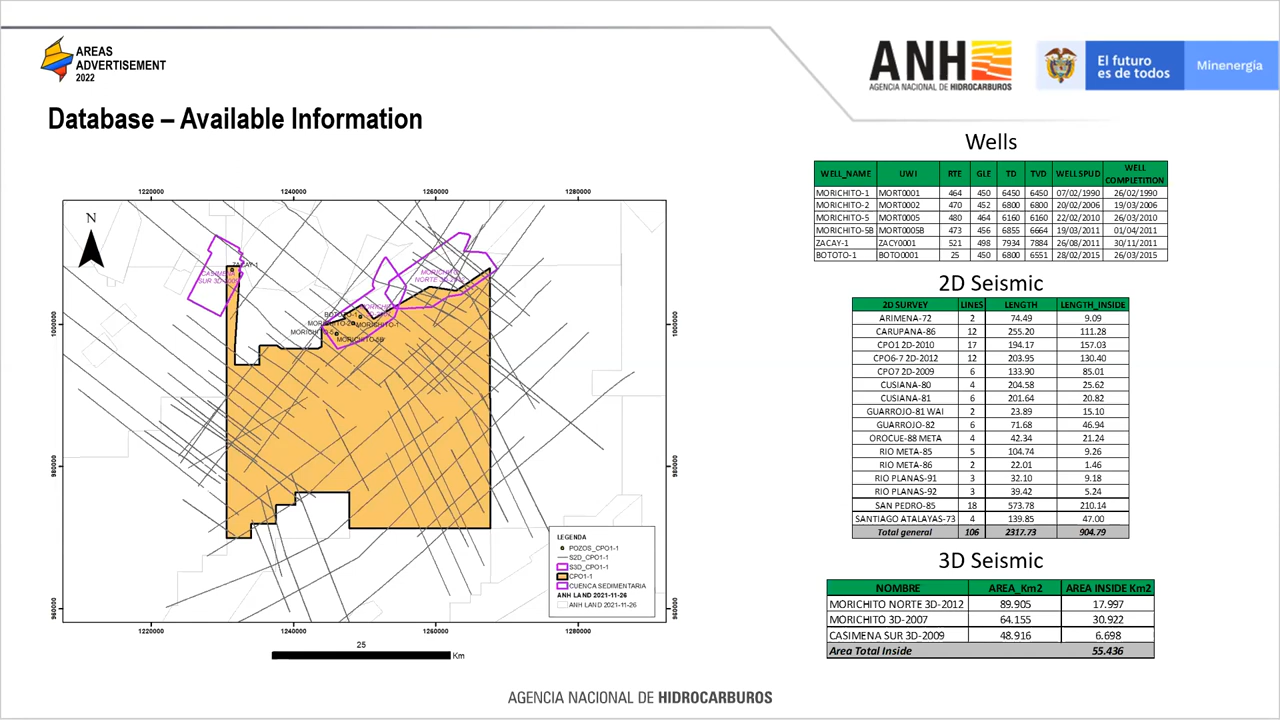 AREAS
ADVERTISEMENT
2022
ANH
AGENCIA NACIONAL DE HIDROCARBUROS
El futuro
es de todos
Minenergía
Database – Available Information
Wells
WELL_NAME UWI RTE GLE TD TVD WELLSPUD WELL COMPLETITION
MORICHITO-1 MORT0001 464 450 6450 6450 07/02/1990 26/02/1990
MORICHITO-2 MORT0002 470 452 6800 6800 20/02/2006 19/03/2006
MORICHITO-5 MORT0005 480 464 6160 6160 22/02/2010 26/03/2010
MORICHITO-5B MORT0005B 473 456 6855 6664 19/03/2011 01/04/2011
ZACAY-1 ZACY0001 521 498 7934 7884 26/08/2011 30/11/2011
BOTOTO-1 BOTO0001 25 450 6800 6551 28/02/2015 26/03/2015
2D Seismic
2D SURVEY LINES LENGTH LENGTH_INSIDE
ARIMENA-72 2 74.49 9.09
CARUPANA-86 12 255.20 111.28
CPO1 2D-2010 17 194.17 157.03
CPO6-7 2D-2012 12 203.95 130.40
CPO7 2D-2009 6 133.90 85.01
CUSIANA-80 4 204.58 25.62
CUSIANA-81 6 201.64 20.82
GUARROJO-81 WAI 2 23.89 15.10
GUARROJO-82 6 71.68 46.94
OROCUE-88 META 4 42.34 21.24
RIO META-85 5 104.74 9.26
RIO META-86 2 22.01 1.46
RIO PLANAS-91 3 32.10 9.18
RIO PLANAS-92 3 39.42 5.24
SAN PEDRO-85 18 573.78 210.14
SANTIAGO ATALAYAS-73 4 139.85 47.00
Total general 106 2317.73 904.79
3D Seismic
NOMBRE AREA_Km2 AREA INSIDE Km2
MORICHITO NORTE 3D-2012 89.905 17.997
MORICHITO 3D-2007 64.155 30.922
CASIMENA SUR 3D-2009 48.916 6.698
Area Total Inside 55.436
1220000 1240000 1260000 1280000
N
ZACAY-1
CASIMENA
SUR 3D-2009
MORICHITO
NORTE 3D-2012
MORICHITO-1
MORICHITO-5B
1000000 1000000
980000 980000
960000 960000
LEGENDA
POZOS_CPO1-1
S2D_CPO1-1
S3D_CPO1-1
CPO1-1
CUENCA SEDIMENTARIA
ANH LAND 2021-11-26
ANH LAND 2021-11-26
1220000 1240000 1260000 1280000
25
Km
AGENCIA NACIONAL DE HIDROCARBUROS